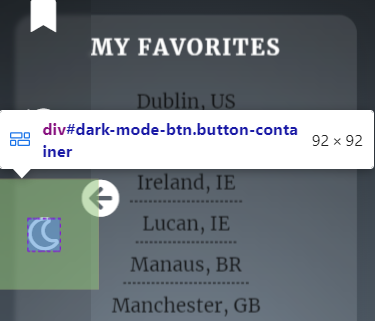 MY FAVORITES
Dublin, US
div#dark-mode-btn.button-conta
iner
92 × 92
Ireland, IE
Lucan, IE
Manaus, BR
Manchester, GB